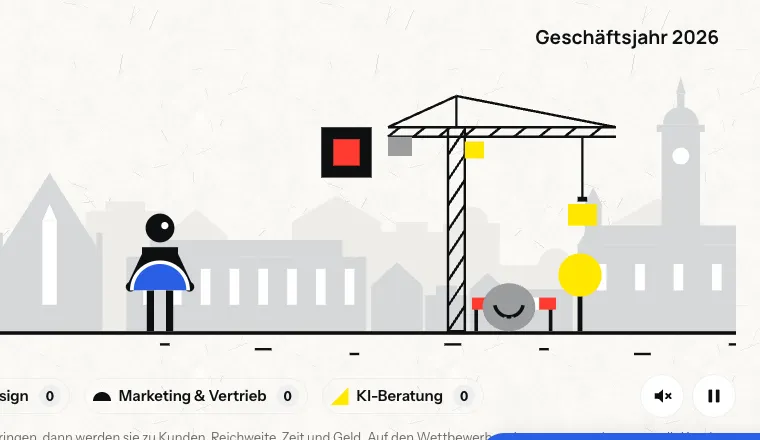 Geschäftsjahr 2026
sign 0 Marketing & Vertrieb 0 KI-Beratung 0
ringen, dann werden sie zu Kunden, Reichweite, Zeit und Geld. Auf den Wettbewerb